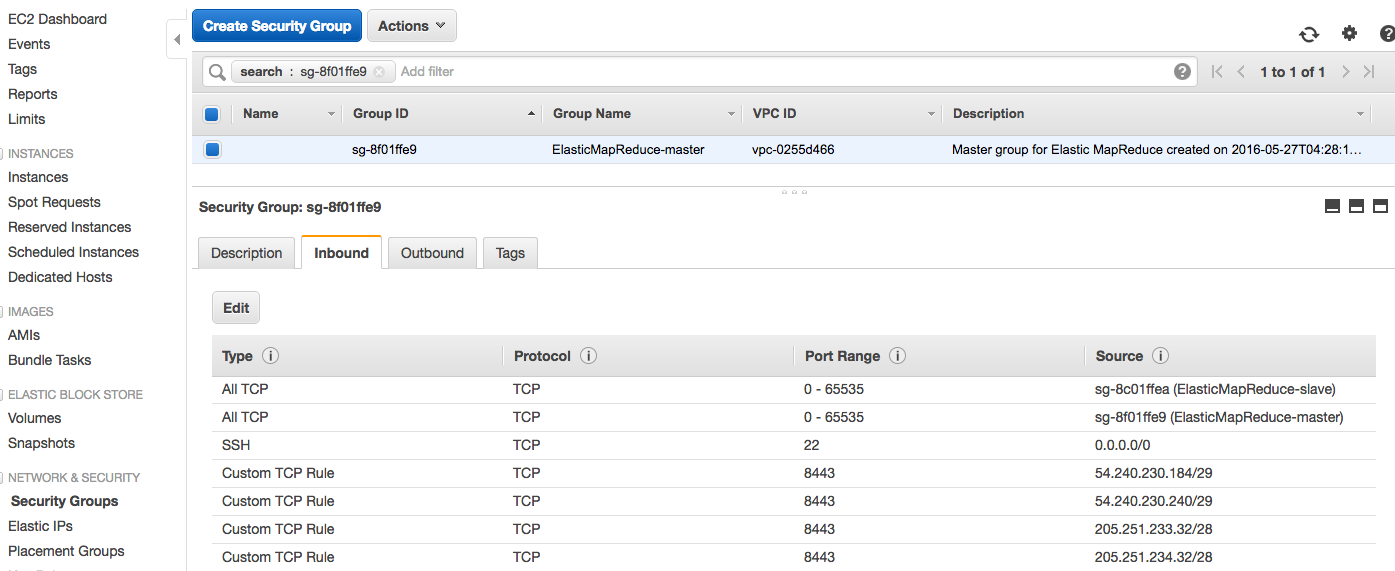 EC2 Dashboard
Events
Tags
Reports
Limits
INSTANCES
Instances
Spot Requests
Reserved Instances
Scheduled Instances
Dedicated Hosts
IMAGES
AMIs
Bundle Tasks
ELASTIC BLOCK STORE
Volumes
Snapshots
NETWORK & SECURITY
Security Groups
Elastic IPs
Placement Groups
Create Security Group Actions
search : sg-8f01ffe9 Add filter 1 to 1 of 1
Name Group ID Group Name VPC ID Description
sg-8f01ffe9 ElasticMapReduce-master vpc-0255d466 Master group for Elastic MapReduce created on 2016-05-27T04:28:1…
Security Group: sg-8f01ffe9
Description Inbound Outbound Tags
Edit
Type Protocol Port Range Source
All TCP TCP 0 - 65535 sg-8c01ffea (ElasticMapReduce-slave)
All TCP TCP 0 - 65535 sg-8f01ffe9 (ElasticMapReduce-master)
SSH TCP 22 0.0.0.0/0
Custom TCP Rule TCP 8443 54.240.230.184/29
Custom TCP Rule TCP 8443 54.240.230.240/29
Custom TCP Rule TCP 8443 205.251.233.32/28
Custom TCP Rule TCP 8443 205.251.234.32/28